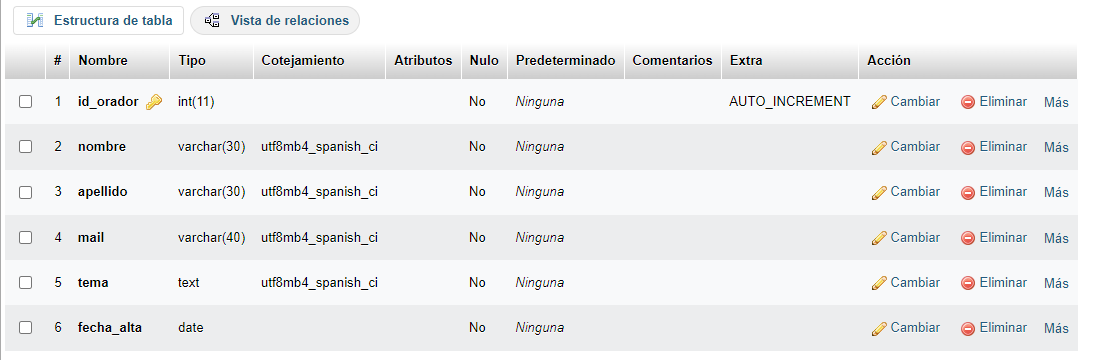 Estructura de tabla Vista de relaciones
# Nombre Tipo Cotejamiento Atributos Nulo Predeterminado Comentarios Extra Acción
1 id_orador int(11) No Ninguna AUTO_INCREMENT Cambiar Eliminar Más
2 nombre varchar(30) utf8mb4_spanish_ci No Ninguna Cambiar Eliminar Más
3 apellido varchar(30) utf8mb4_spanish_ci No Ninguna Cambiar Eliminar Más
4 mail varchar(40) utf8mb4_spanish_ci No Ninguna Cambiar Eliminar Más
5 tema text utf8mb4_spanish_ci No Ninguna Cambiar Eliminar Más
6 fecha_alta date No Ninguna Cambiar Eliminar Más